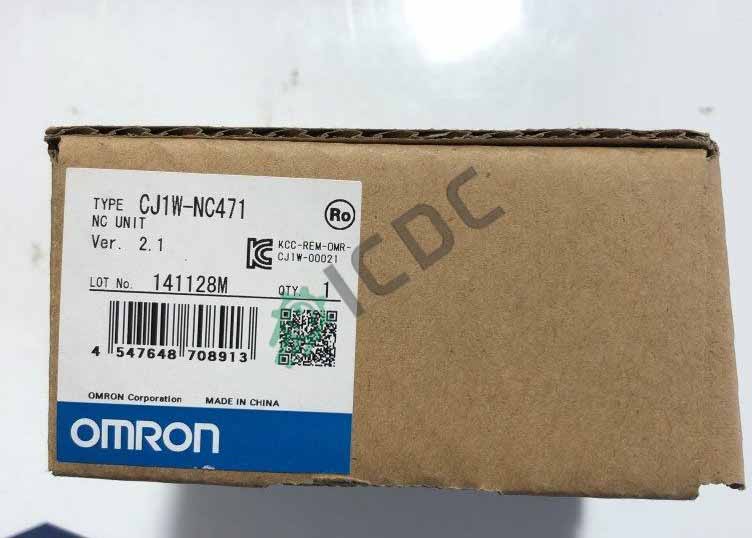 TYPE CJ1W-NC471
NC UNIT
Ro
Ver. 2.1
KCC-REM-OMR-
CJ1W-00021
LOT No. 141128M QTY. 1
4 547648 708913
OMRON Corporation MADE IN CHINA
OMRON
ICDC